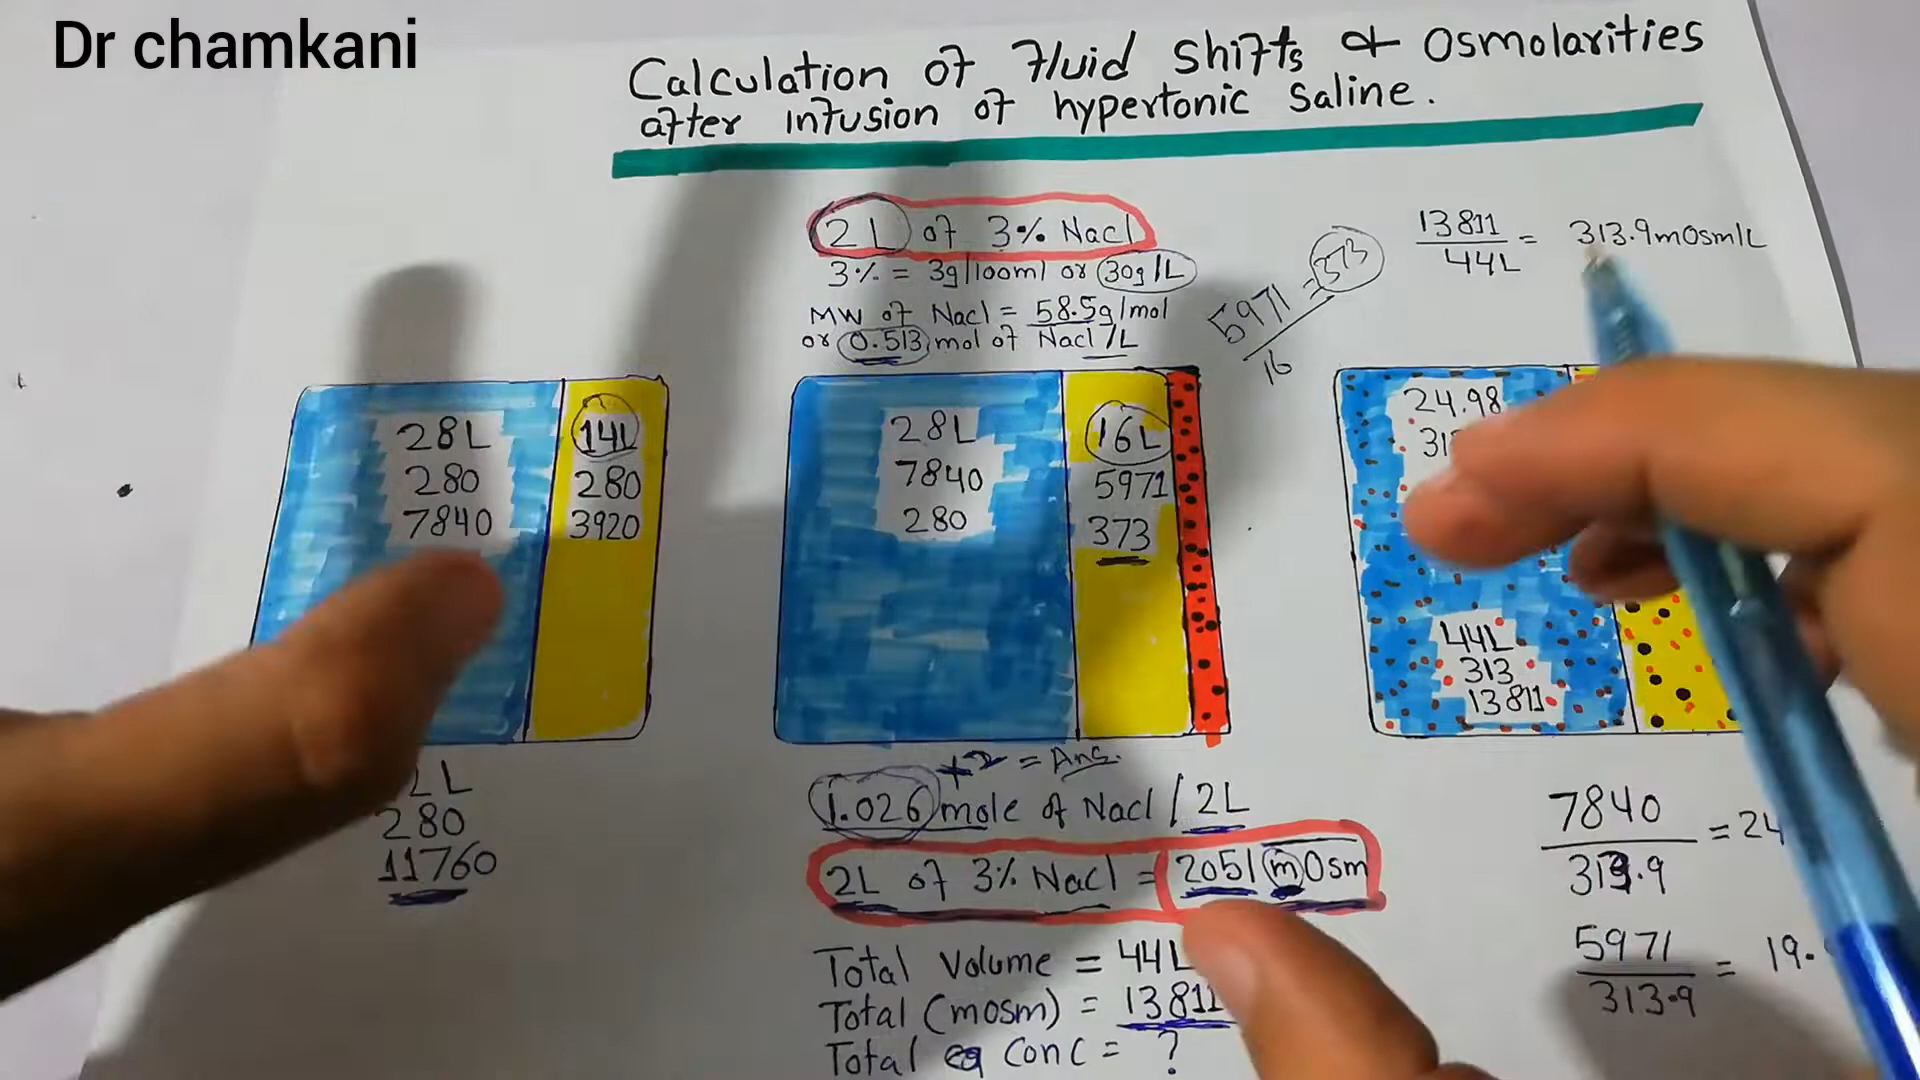 Dr chamkani
Calculation of Fluid Shifts & Osmolarities
after infusion of hypertonic Saline.
2L of 3% Nacl
3% = 3g/100ml or 30g/L
MW of Nacl = 58.5g/mol
or 0.513 mol of Nacl/L
5971
16
=373
13811
44L
= 313.9mOsm/L
28L
280
7840
14L
280
3920
28L
7840
280
16L
5971
373
24.98
44L
313
13811
280
11760
= Ans.
1.026 mole of Nacl / 2L
2L of 3% Nacl = 2051 mOsm
Total Volume = 44L
Total (mosm) = 13811
Total Conc = ?
7840
313.9
5971
313.9